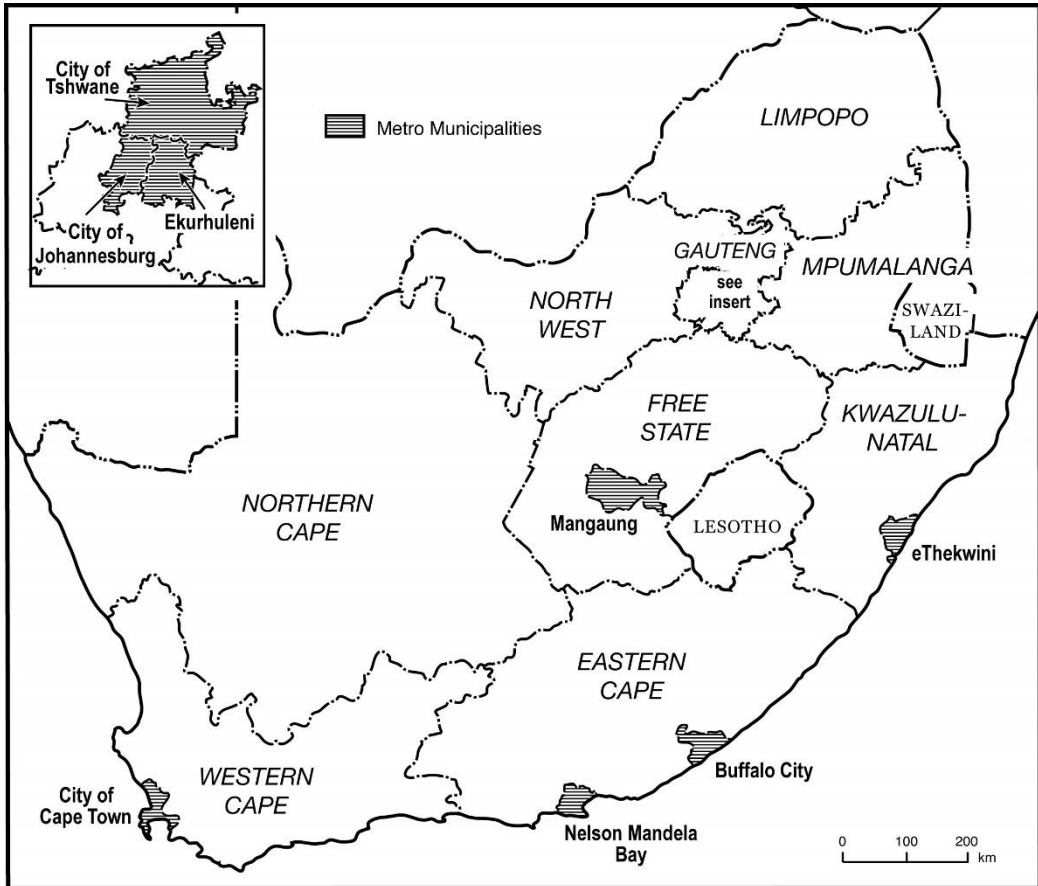 City of
Tshwane
City of
Johannesburg
Ekurhuleni
Metro Municipalities
LIMPOPO
GAUTENG
see
insert
MPUMALANGA
SWAZI-
LAND
NORTH
WEST
FREE
STATE
KWAZULU-
NATAL
Mangaung
LESOTHO
eThekwini
NORTHERN
CAPE
EASTERN
CAPE
Buffalo City
WESTERN
CAPE
City of
Cape Town
Nelson Mandela
Bay
0 100 200
km